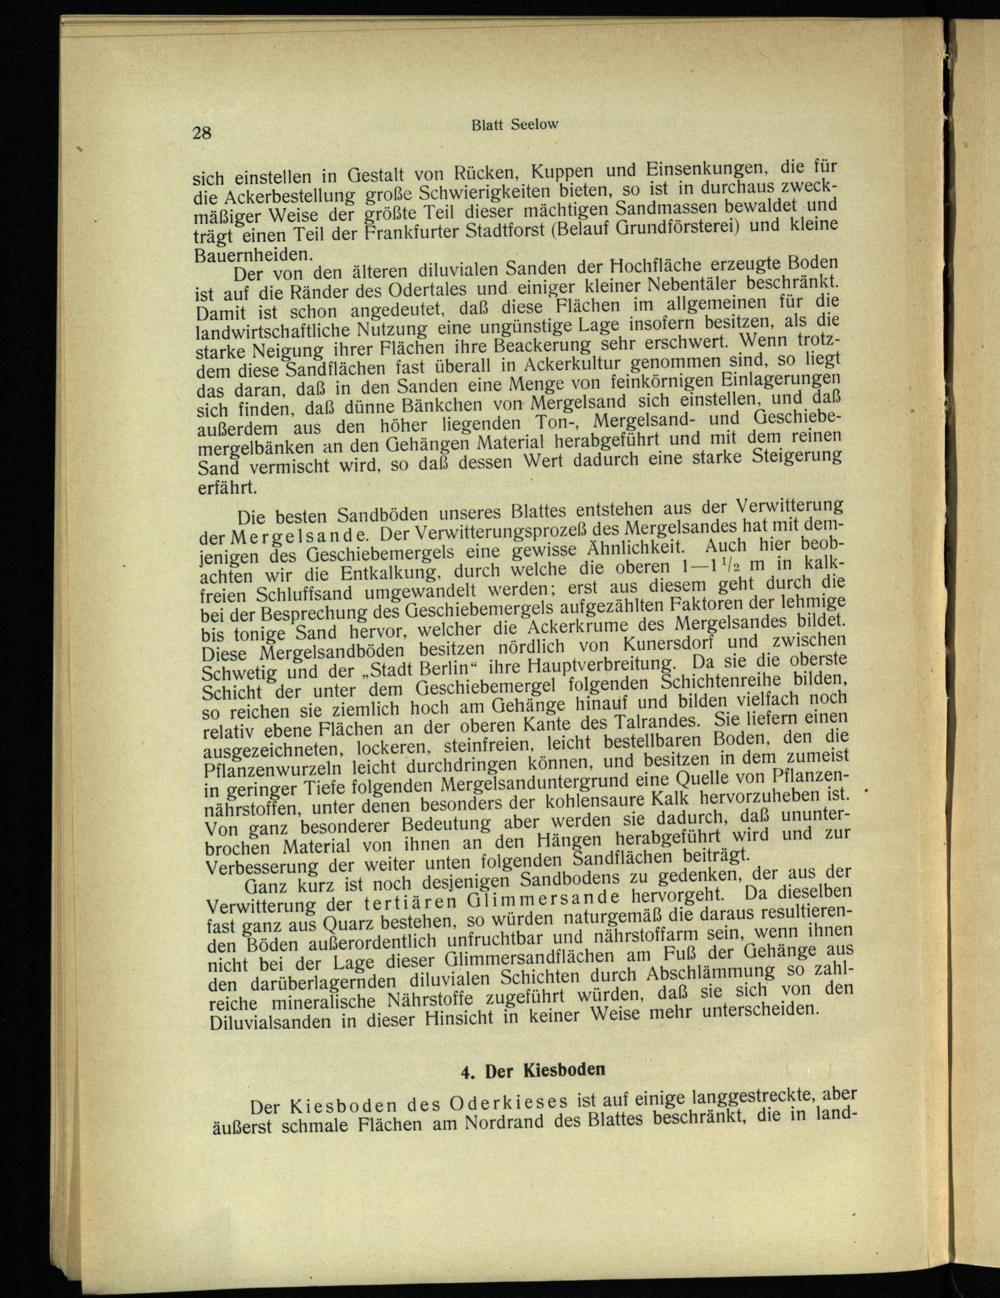 28
Blatt Seelow
sich einstellen in Gestalt von Rücken, Kuppen und Einsenkungen, die für
die Ackerbestellung große Schwierigkeiten bieten, so ist in durchaus zweck-
mäßiger Weise der größte Teil dieser mächtigen Sandmassen bewaldet und
trägt einen Teil der Frankfurter Stadtforst (Belauf Grundförsterei) und kleine
Bauernheiden.
Der von den älteren diluvialen Sanden der Hochfläche erzeugte Boden
ist auf die Ränder des Odertales und einiger kleiner Nebentäler beschränkt.
Damit ist schon angedeutet, daß diese Flächen im allgemeinen für die
landwirtschaftliche Nutzung eine ungünstige Lage insofern besitzen, als die
starke Neigung ihrer Flächen ihre Beackerung sehr erschwert. Wenn trotz-
dem diese Sandflächen fast überall in Ackerkultur genommen sind, so liegt
das daran, daß in den Sanden eine Menge von feinkörnigen Einlagerungen
sich finden, daß dünne Bänkchen von Mergelsand sich einstellen, und daß
außerdem aus den höher liegenden Ton-, Mergelsand- und Geschiebe-
mergelbänken an den Gehängen Material herabgeführt und mit dem reinen
Sand vermischt wird, so daß dessen Wert dadurch eine starke Steigerung
erfährt.
Die besten Sandböden unseres Blattes entstehen aus der Verwitterung
der Mergelsande. Der Verwitterungsprozeß des Mergelsandes hat mit dem-
jenigen des Geschiebemergels eine gewisse Ähnlichkeit. Auch hier beob-
achten wir die Entkalkung, durch welche die oberen 1—1 1/2 m in kalk-
freien Schluffsand umgewandelt werden; erst aus diesem geht durch die
bei der Besprechung des Geschiebemergels aufgezählten Faktoren der lehmige
bis tonige Sand hervor, welcher die Ackerkrume des Mergelsandes bildet.
Diese Mergelsandböden besitzen nördlich von Kunersdorf und zwischen
Schwetig und der „Stadt Berlin“ ihre Hauptverbreitung. Da sie die oberste
Schicht der unter dem Geschiebemergel folgenden Schichtenreihe bilden,
so reichen sie ziemlich hoch am Gehänge hinauf und bilden vielfach noch
relativ ebene Flächen an der oberen Kante des Talrandes. Sie liefern einen
ausgezeichneten, lockeren, steinfreien, leicht bestellbaren Boden, den die
Pflanzenwurzeln leicht durchdringen können, und besitzen in dem zumeist
in geringer Tiefe folgenden Mergelsanduntergrund eine Quelle von Pflanzen-
nährstoffen, unter denen besonders der kohlensaure Kalk hervorzuheben ist.
Von ganz besonderer Bedeutung aber werden sie dadurch, daß ununter-
brochen Material von ihnen an den Hängen herabgeführt wird und zur
Verbesserung der weiter unten folgenden Sandflächen beiträgt.
Ganz kurz ist noch desjenigen Sandbodens zu gedenken, der aus der
Verwitterung der tertiären Glimmersande hervorgeht. Da dieselben
fast ganz aus Quarz bestehen, so würden naturgemäß die daraus resultieren-
den Böden außerordentlich unfruchtbar und nährstoffarm sein, wenn ihnen
nicht bei der Lage dieser Glimmersandflächen am Fuß der Gehänge aus
den darüberlagernden diluvialen Schichten durch Abschlämmung so zahl-
reiche mineralische Nährstoffe zugeführt würden, daß sie sich von den
Diluvialsanden in dieser Hinsicht in keiner Weise mehr unterscheiden.
4. Der Kiesboden
Der Kiesboden des Oderkieses ist auf einige langgestreckte, aber
äußerst schmale Flächen am Nordrand des Blattes beschränkt, die in land-